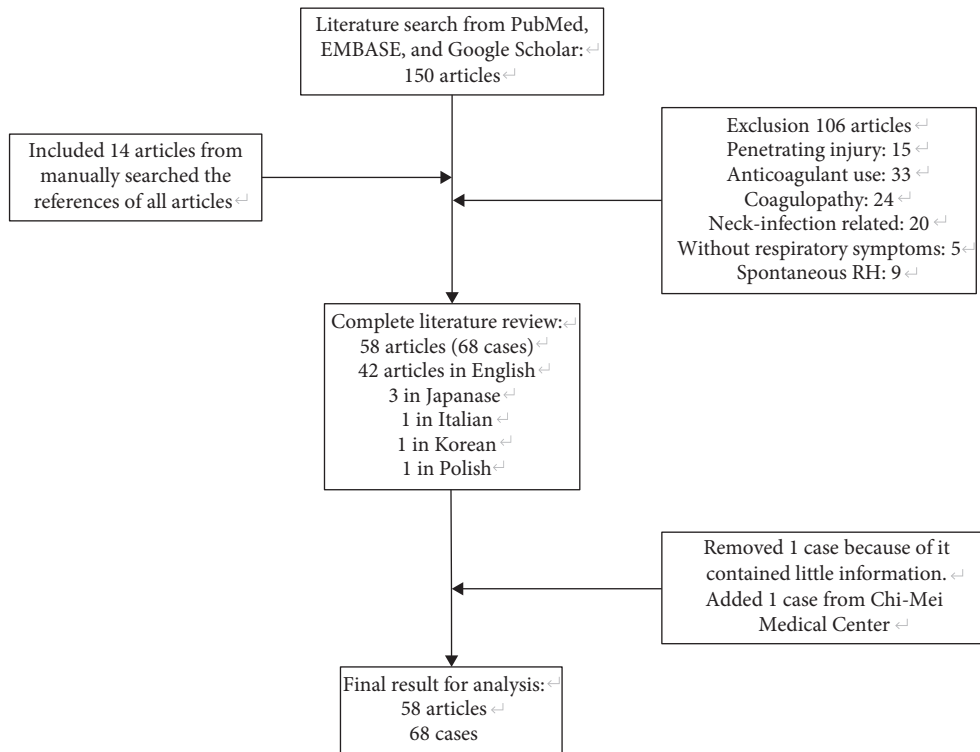 Literature search from PubMed,
EMBASE, and Google Scholar:
150 articles
Included 14 articles from
manually searched the
references of all articles
Exclusion 106 articles
Penetrating injury: 15
Anticoagulant use: 33
Coagulopathy: 24
Neck-infection related: 20
Without respiratory symptoms: 5
Spontaneous RH: 9
Complete literature review:
58 articles (68 cases)
42 articles in English
3 in Japanase
1 in Italian
1 in Korean
1 in Polish
Removed 1 case because of it
contained little information.
Added 1 case from Chi-Mei
Medical Center
Final result for analysis:
58 articles
68 cases